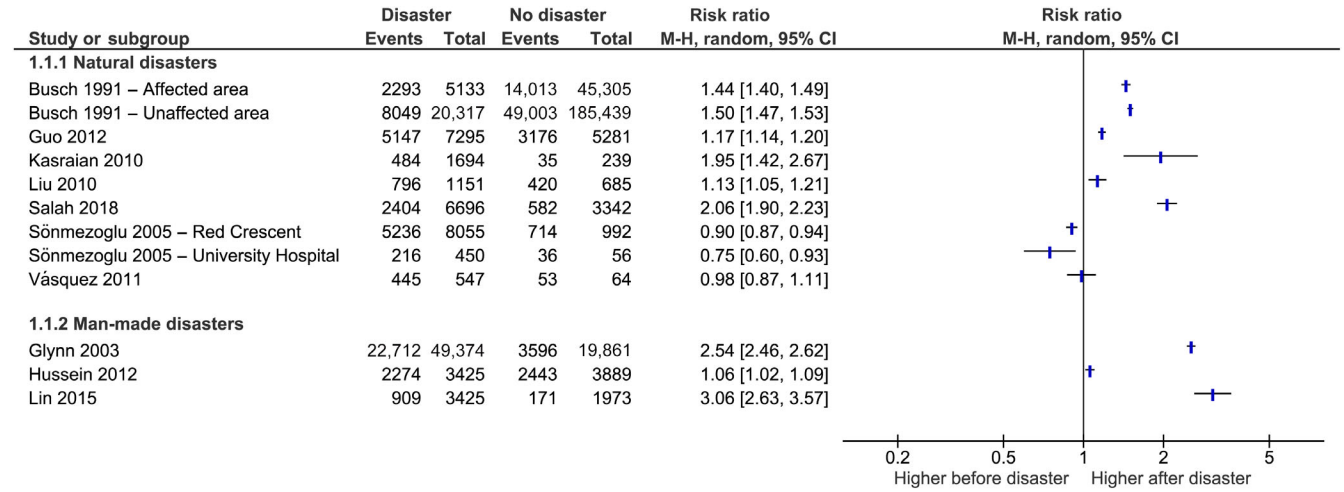 Disaster No disaster Risk ratio Risk ratio
Study or subgroup Events Total Events Total M-H, random, 95% CI M-H, random, 95% CI
1.1.1 Natural disasters
Busch 1991 – Affected area 2293 5133 14,013 45,305 1.44 [1.40, 1.49]
Busch 1991 – Unaffected area 8049 20,317 49,003 185,439 1.50 [1.47, 1.53]
Guo 2012 5147 7295 3176 5281 1.17 [1.14, 1.20]
Kasraian 2010 484 1694 35 239 1.95 [1.42, 2.67]
Liu 2010 796 1151 420 685 1.13 [1.05, 1.21]
Salah 2018 2404 6696 582 3342 2.06 [1.90, 2.23]
Sönmezoglu 2005 – Red Crescent 5236 8055 714 992 0.90 [0.87, 0.94]
Sönmezoglu 2005 – University Hospital 216 450 36 56 0.75 [0.60, 0.93]
Vásquez 2011 445 547 53 64 0.98 [0.87, 1.11]
1.1.2 Man-made disasters
Glynn 2003 22,712 49,374 3596 19,861 2.54 [2.46, 2.62]
Hussein 2012 2274 3425 2443 3889 1.06 [1.02, 1.09]
Lin 2015 909 3425 171 1973 3.06 [2.63, 3.57]
0.2 0.5 1 2 5
Higher before disaster Higher after disaster